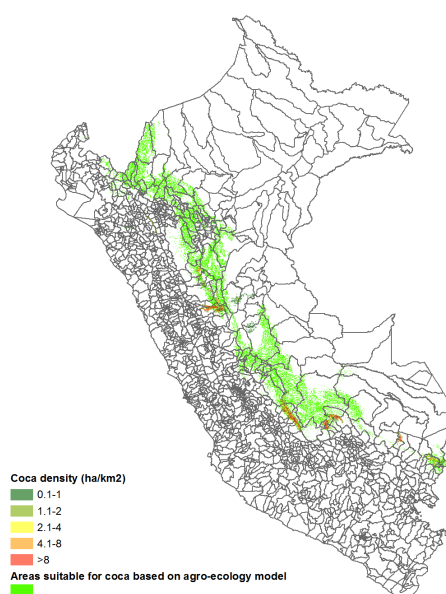 Coca density (ha/km2)
0.1-1
1.1-2
2.1-4
4.1-8
>8
Areas suitable for coca based on agro-ecology model